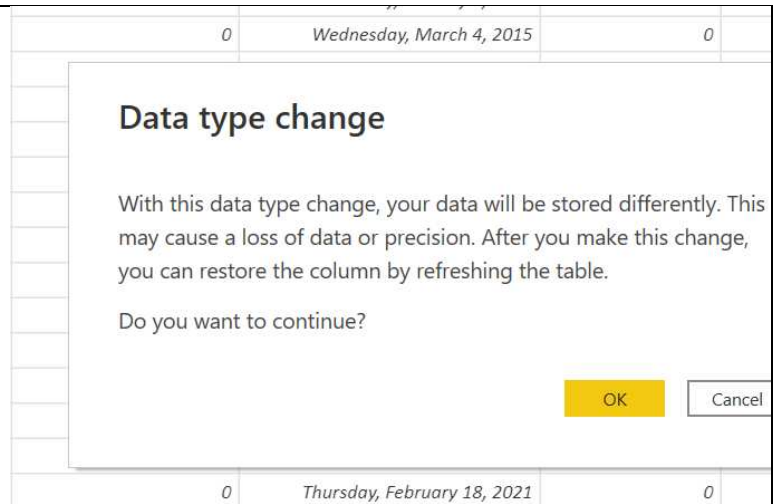 0 Wednesday, March 4, 2015 0
Data type change
With this data type change, your data will be stored differently. This
may cause a loss of data or precision. After you make this change,
you can restore the column by refreshing the table.
Do you want to continue?
OK Cancel
0 Thursday, February 18, 2021 0